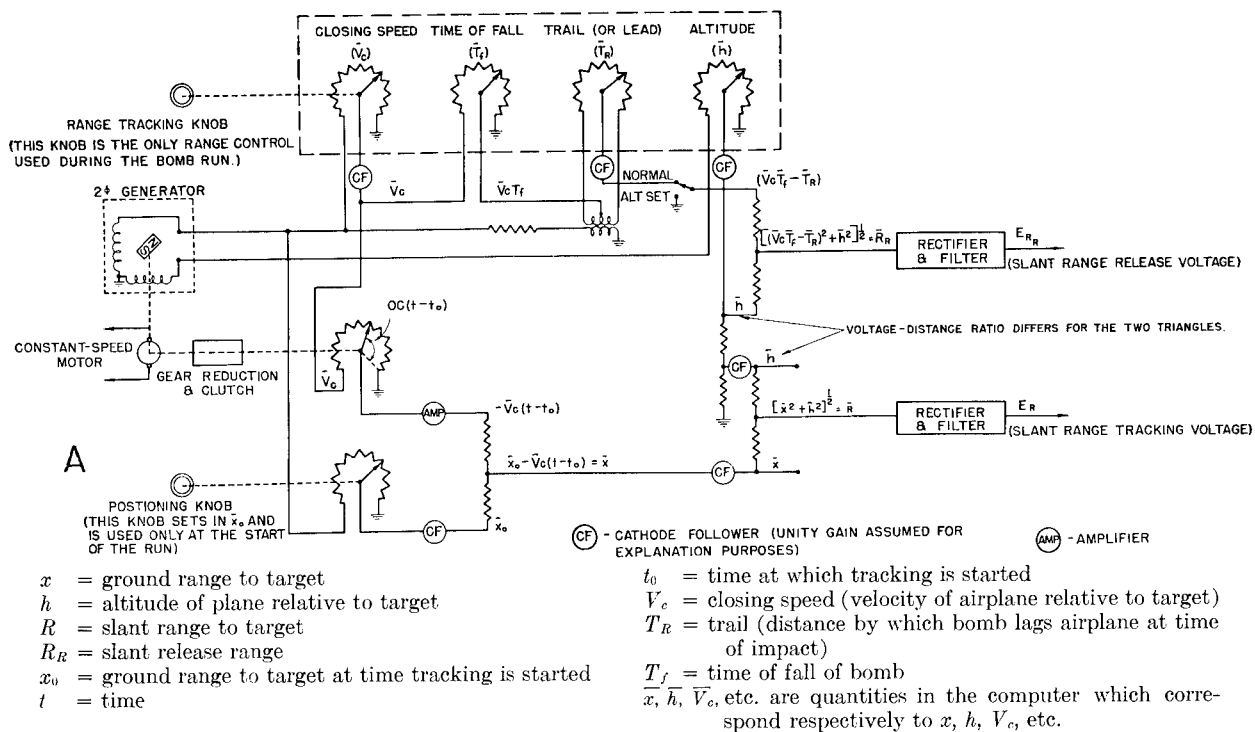 CLOSING SPEED
(V̄c)
TIME OF FALL
(T̄f)
TRAIL (OR LEAD)
(T̄R)
ALTITUDE
(h̄)
RANGE TRACKING KNOB
(THIS KNOB IS THE ONLY RANGE CONTROL
USED DURING THE BOMB RUN.)
CF
CF
CF
V̄c
V̄cTf
NORMAL
ALT SET
(V̄cT̄f-T̄R)
2ϕ GENERATOR
SN
[(V̄cT̄f-T̄R)²+h̄²]½=R̄R
RECTIFIER
& FILTER
ERR
(SLANT RANGE RELEASE VOLTAGE)
OC(t-to)
h̄
VOLTAGE-DISTANCE RATIO DIFFERS FOR THE TWO TRIANGLES.
CONSTANT-SPEED
MOTOR
GEAR REDUCTION
& CLUTCH
V̄c
CF
h̄
AMP
-V̄c(t-to)
[x̄²+h̄²]½=R̄
RECTIFIER
& FILTER
ER
(SLANT RANGE TRACKING VOLTAGE)
A
x̄o-V̄c(t-to)=x̄
CF
x̄
POSTIONING KNOB
(THIS KNOB SETS IN x̄o AND
IS USED ONLY AT THE START
OF THE RUN)
CF
x̄o
CF - CATHODE FOLLOWER (UNITY GAIN ASSUMED FOR
EXPLANATION PURPOSES)
AMP -AMPLIFIER
x = ground range to target
h = altitude of plane relative to target
R = slant range to target
RR = slant release range
x0 = ground range to target at time tracking is started
t = time
t0 = time at which tracking is started
Vc = closing speed (velocity of airplane relative to target)
TR = trail (distance by which bomb lags airplane at time
of impact)
Tf = time of fall of bomb
x̄, h̄, V̄c, etc. are quantities in the computer which corre-
spond respectively to x, h, Vc, etc.